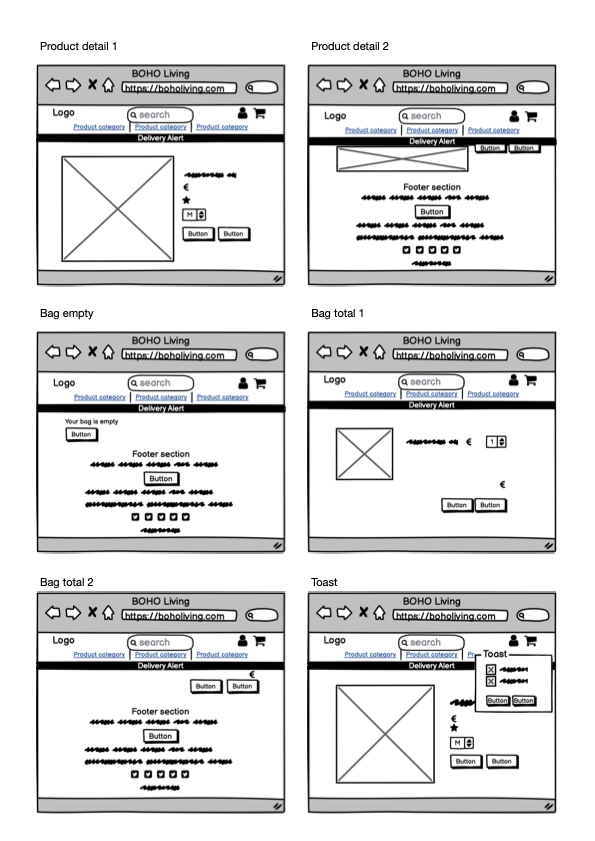 Product detail 1
BOHO Living
https://boholiving.com
Logo
search
Product category Product category Product category
Delivery Alert
€
M
Button Button
Product detail 2
BOHO Living
https://boholiving.com
Logo
search
Product category Product category Product category
Delivery Alert
Button Button
Footer section
Button
Bag empty
BOHO Living
https://boholiving.com
Logo
search
Product category Product category Product category
Delivery Alert
Your bag is empty
Button
Footer section
Button
Bag total 1
BOHO Living
https://boholiving.com
Logo
search
Product category Product category Product category
Delivery Alert
€ 1
€
Button Button
Bag total 2
BOHO Living
https://boholiving.com
Logo
search
Product category Product category Product category
Delivery Alert
€
Button Button
Footer section
Button
Toast
BOHO Living
https://boholiving.com
Logo
search
Product category Product category Pr
Delivery Alert
Toast
Button Button
€
M
Button Button